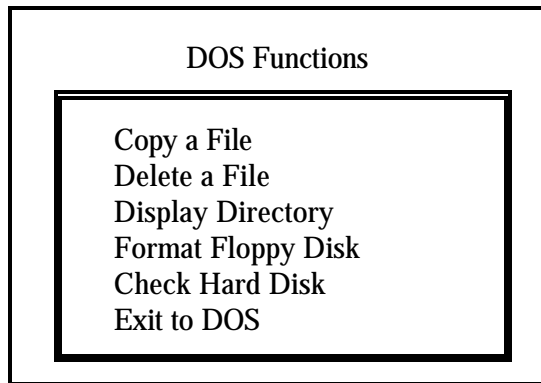 DOS Functions
Copy a File
Delete a File
Display Directory
Format Floppy Disk
Check Hard Disk
Exit to DOS